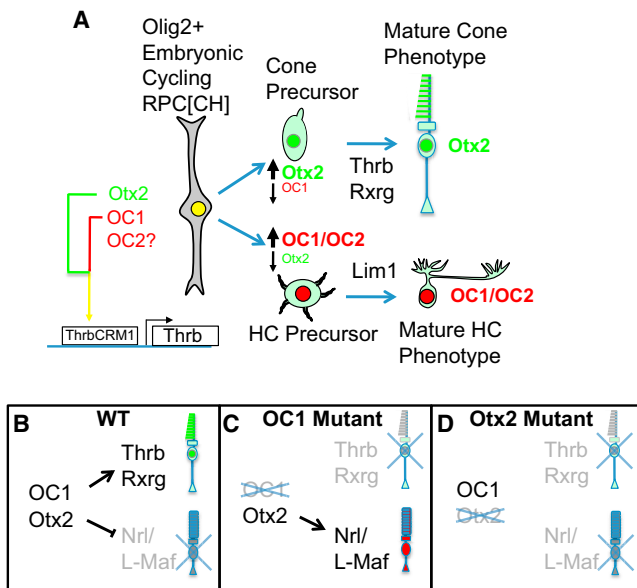 A
Olig2+
Embryonic
Cycling
RPC[CH]
Cone
Precursor
Mature Cone
Phenotype
Otx2
OC1
Thrb
Rxrg
Otx2
Otx2
OC1
OC2?
OC1/OC2
Otx2
HC Precursor
Lim1
OC1/OC2
Mature HC
Phenotype
ThrbCRM1
Thrb
B WT
Thrb
Rxrg
OC1
Otx2
Nrl/
L-Maf
C OC1 Mutant
Thrb
Rxrg
OC1
Otx2
Nrl/
L-Maf
D Otx2 Mutant
Thrb
Rxrg
OC1
Otx2
Nrl/
L-Maf